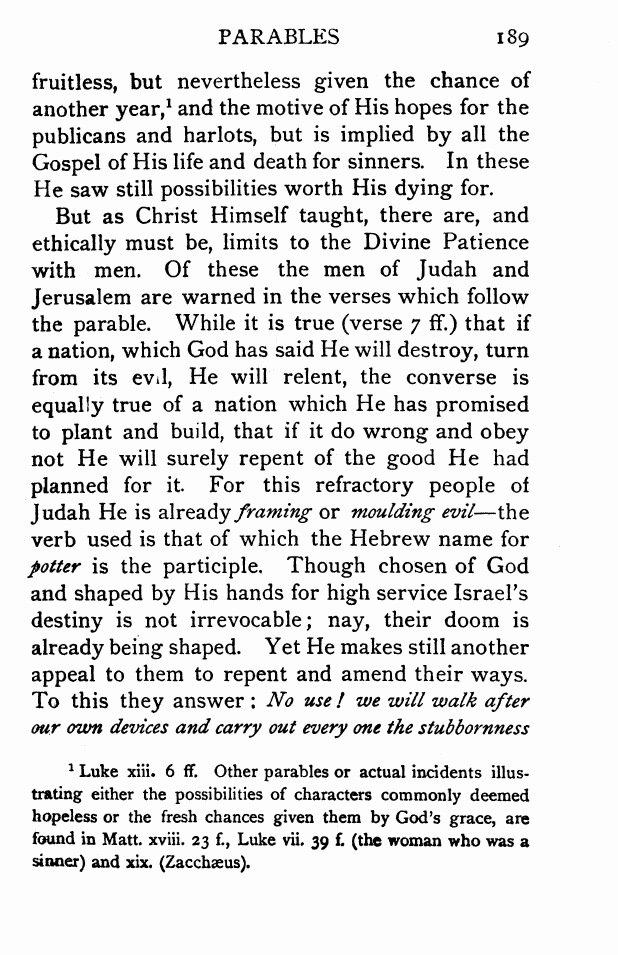 PARABLES 189
fruitless, but nevertheless given the chance of
another year,¹ and the motive of His hopes for the
publicans and harlots, but is implied by all the
Gospel of His life and death for sinners. In these
He saw still possibilities worth His dying for.
But as Christ Himself taught, there are, and
ethically must be, limits to the Divine Patience
with men. Of these the men of Judah and
Jerusalem are warned in the verses which follow
the parable. While it is true (verse 7 ff.) that if
a nation, which God has said He will destroy, turn
from its evil, He will relent, the converse is
equally true of a nation which He has promised
to plant and build, that if it do wrong and obey
not He will surely repent of the good He had
planned for it. For this refractory people of
Judah He is already framing or moulding evil—the
verb used is that of which the Hebrew name for
potter is the participle. Though chosen of God
and shaped by His hands for high service Israel's
destiny is not irrevocable; nay, their doom is
already being shaped. Yet He makes still another
appeal to them to repent and amend their ways.
To this they answer: No use! we will walk after
our own devices and carry out every one the stubbornness
¹ Luke xiii. 6 ff. Other parables or actual incidents illus-
trating either the possibilities of characters commonly deemed
hopeless or the fresh chances given them by God's grace, are
found in Matt. xviii. 23 f., Luke vii. 39 f. (the woman who was a
sinner) and xix. (Zacchæus).